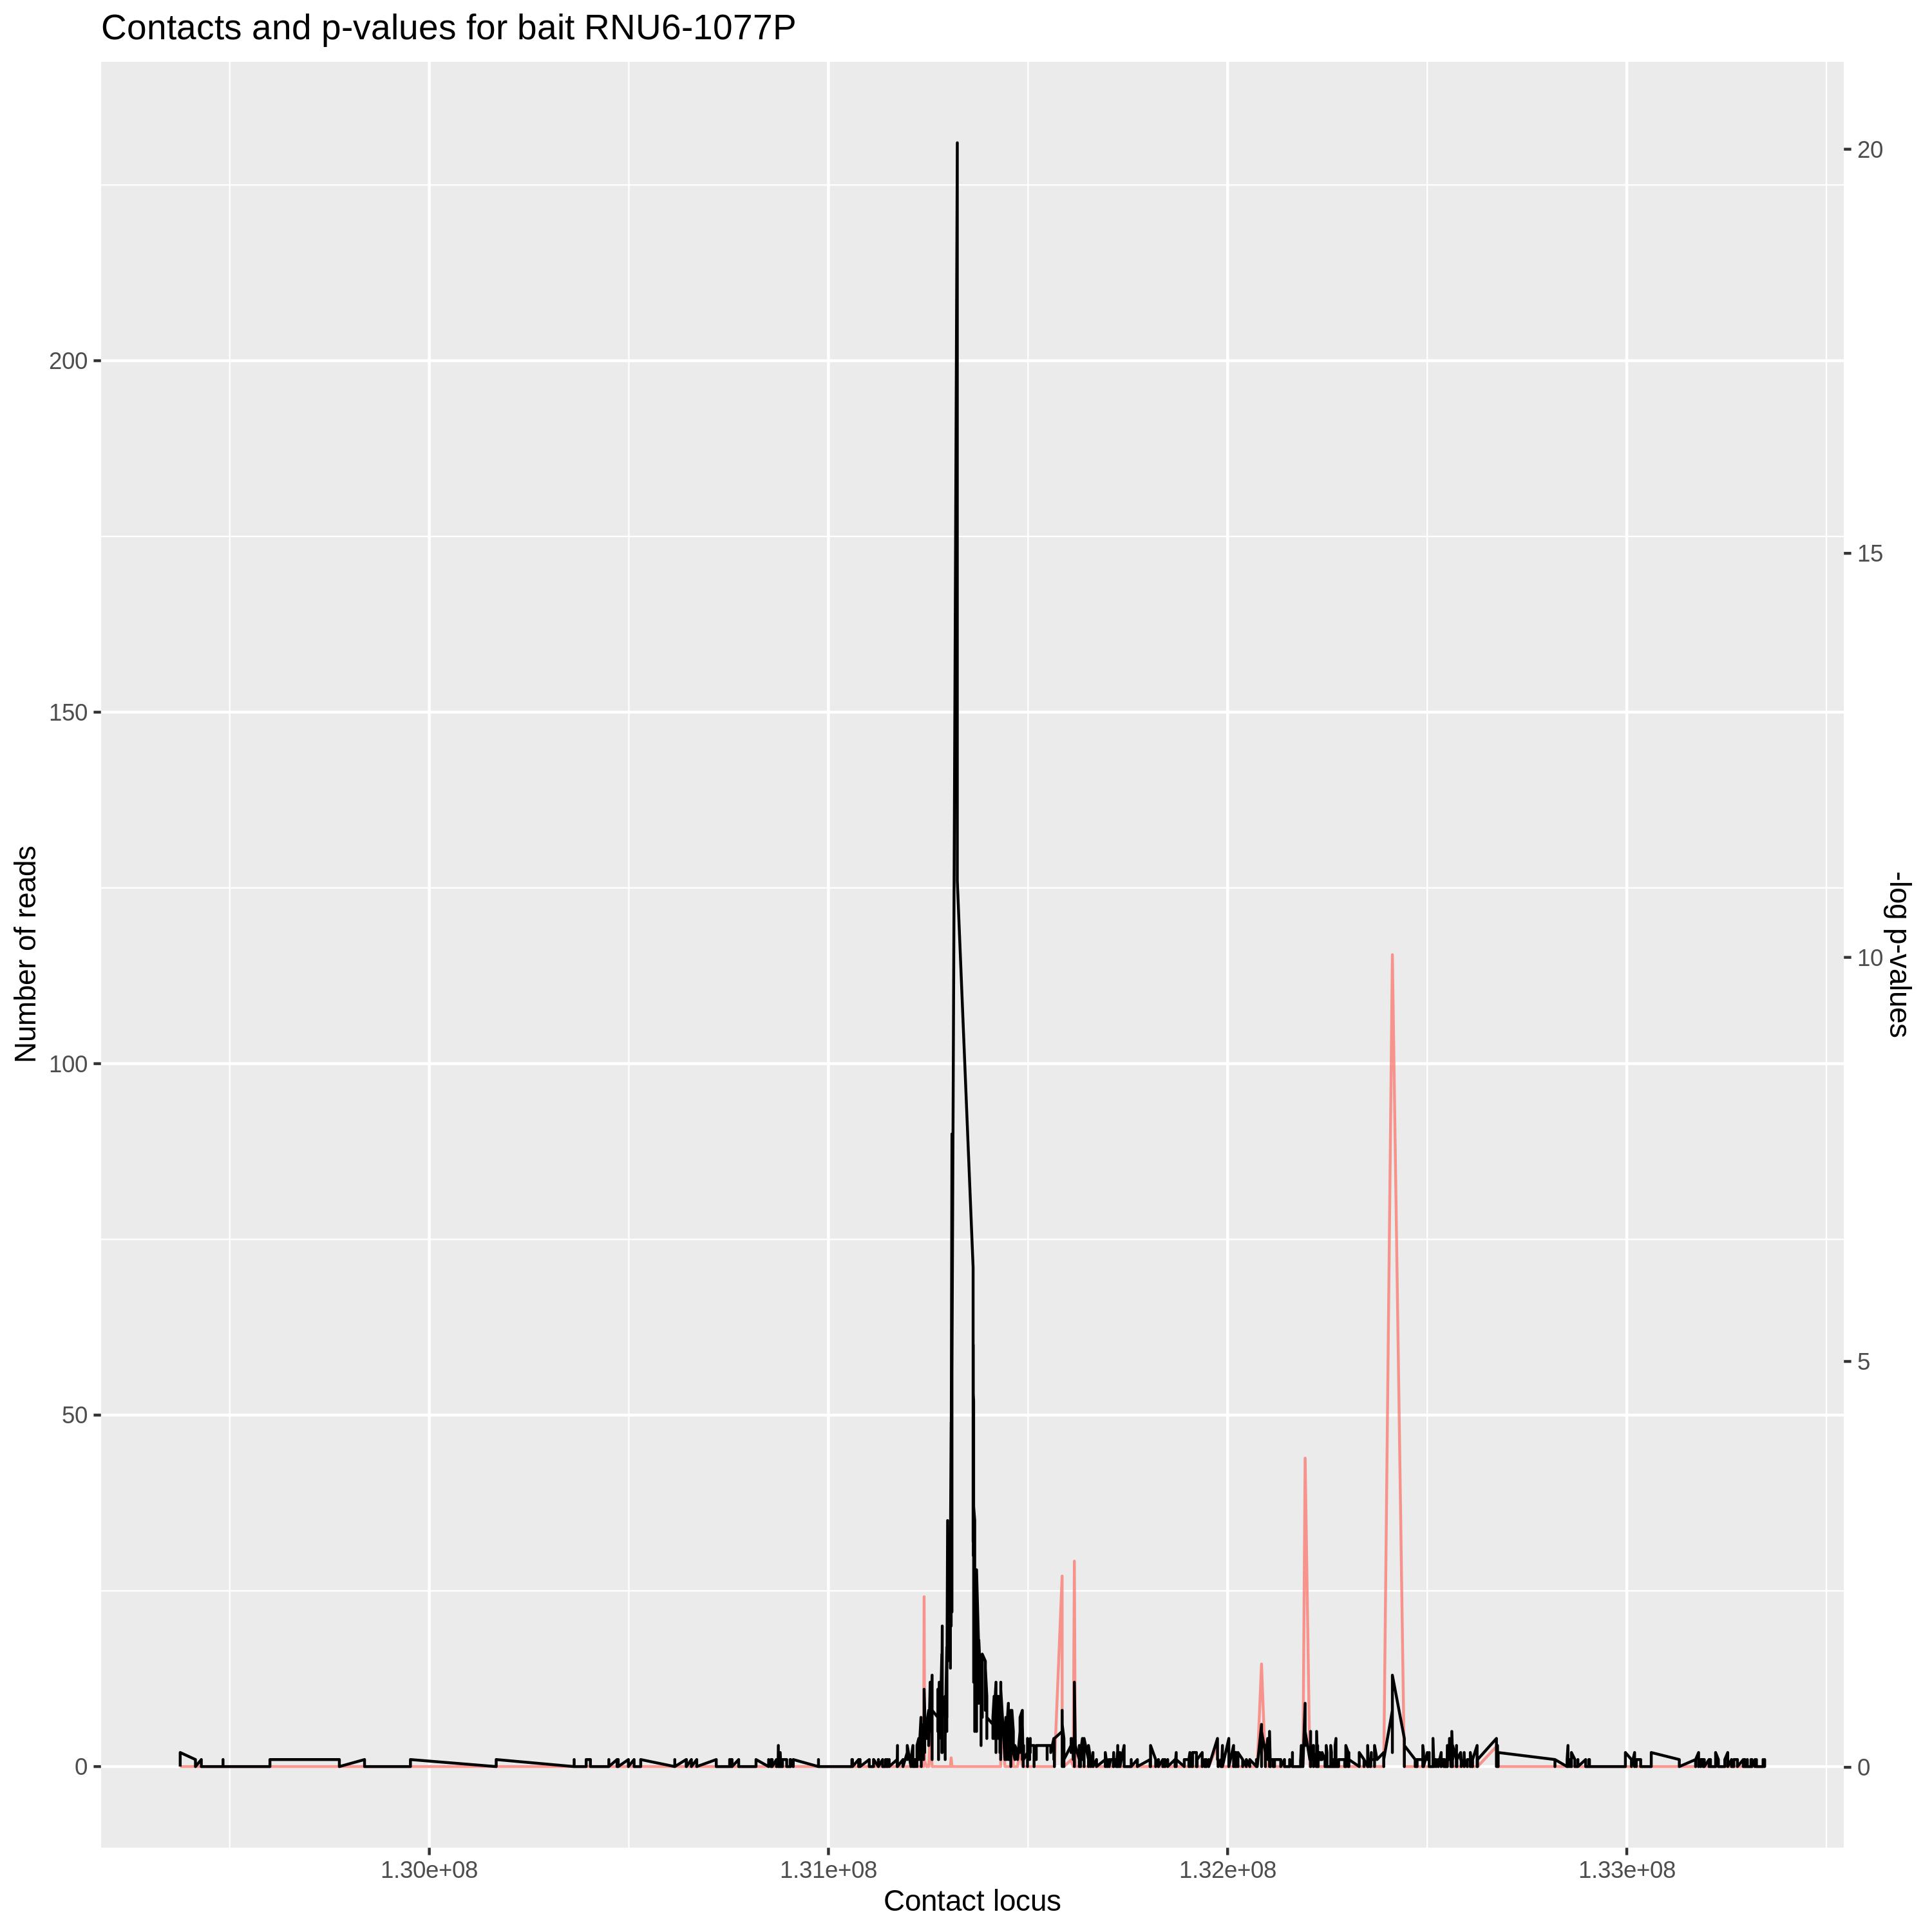 Contacts and p-values for bait RNU6-1077P
Number of reads
200
150
100
50
0
20
15
10
5
0
-log p-values
1.30e+08 1.31e+08 1.32e+08 1.33e+08
Contact locus